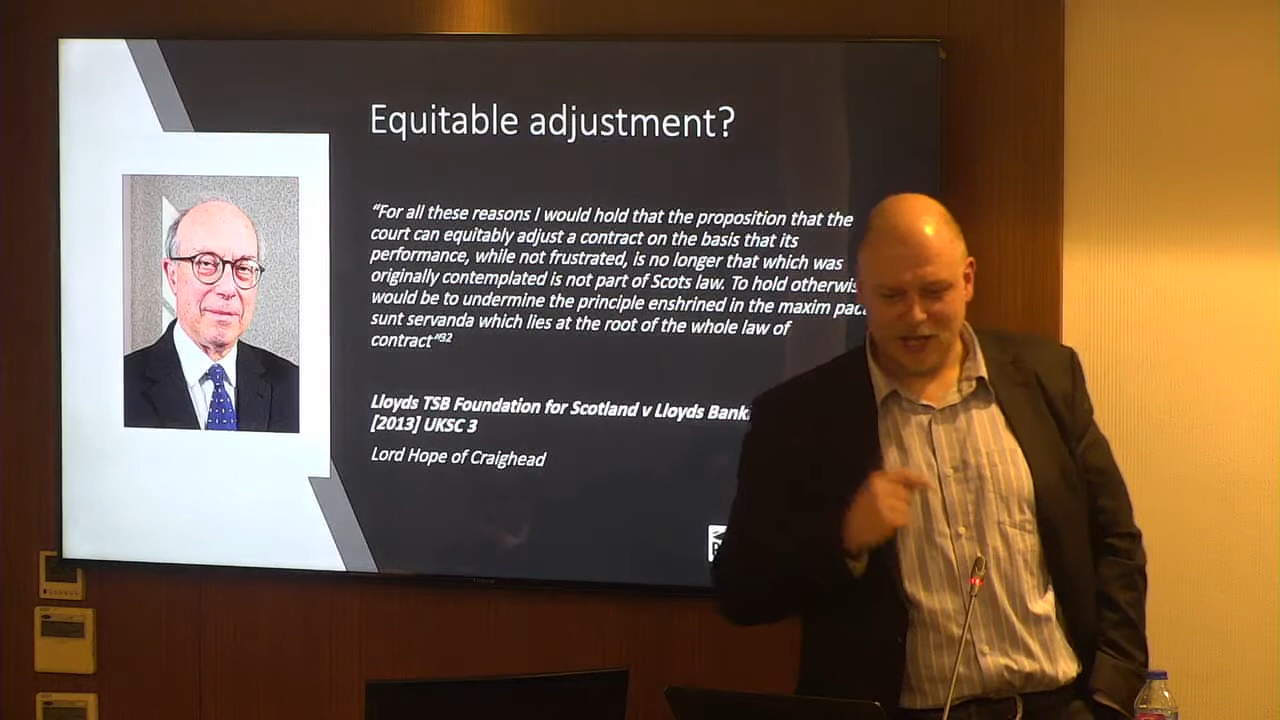 Equitable adjustment?
“For all these reasons I would hold that the proposition that the
court can equitably adjust a contract on the basis that its
performance, while not frustrated, is no longer that which was
originally contemplated is not part of Scots law. To hold otherwis
would be to undermine the principle enshrined in the maxim pac
sunt servanda which lies at the root of the whole law of
contract”32
Lloyds TSB Foundation for Scotland v Lloyds Bank
[2013] UKSC 3
Lord Hope of Craighead